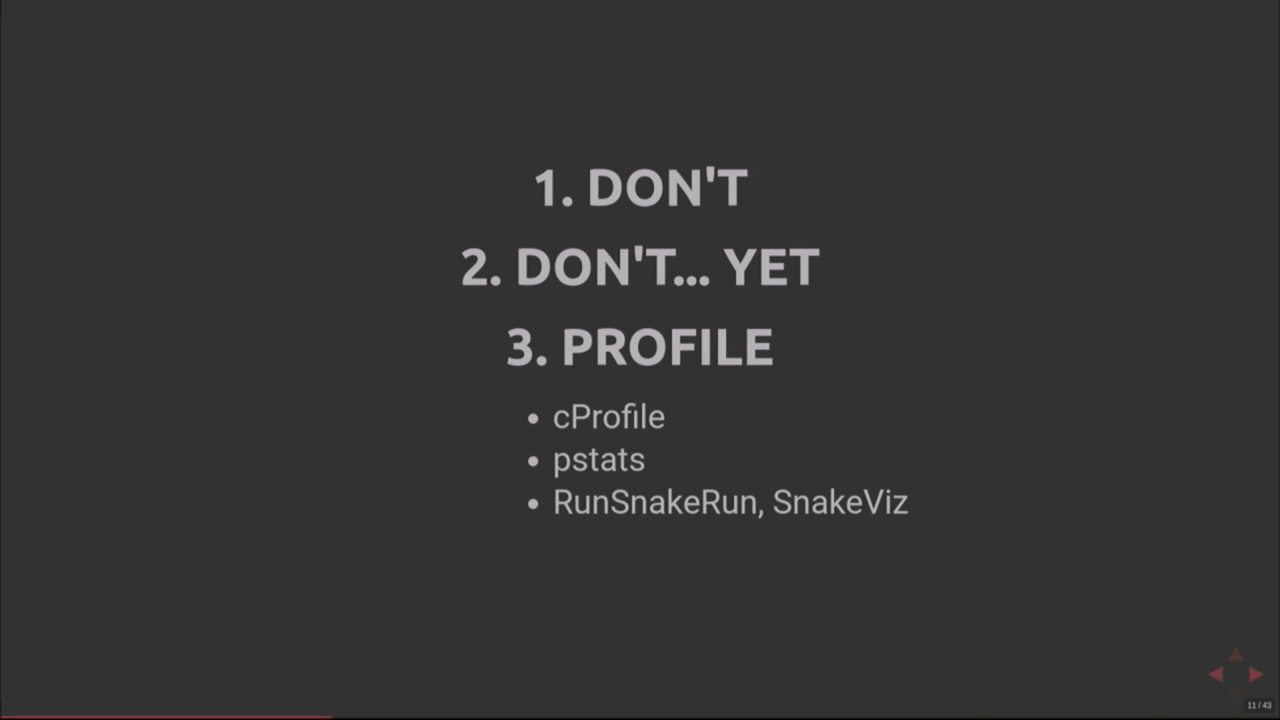 1. DON'T
2. DON'T... YET
3. PROFILE
• cProfile
• pstats
• RunSnakeRun, SnakeViz
11 / 43